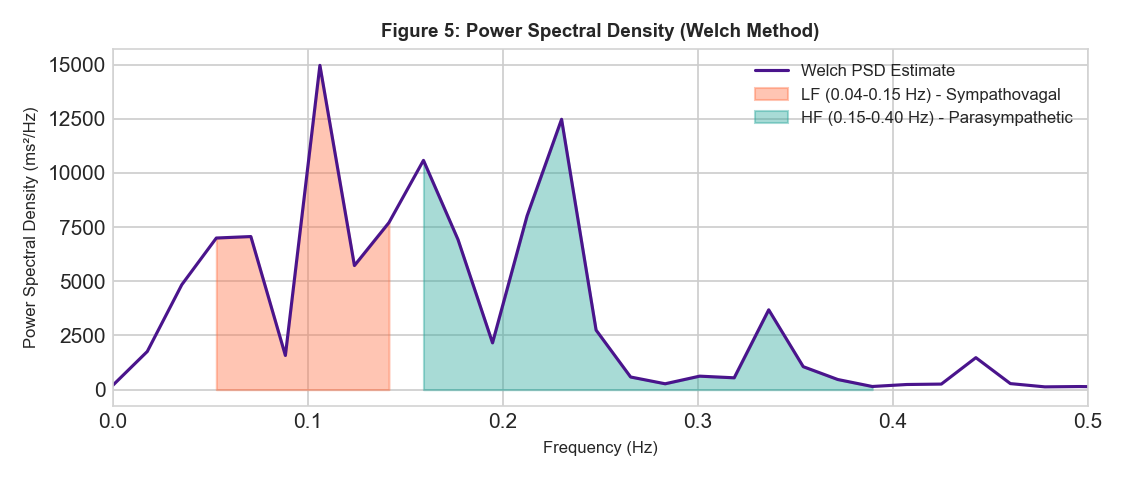 Figure 5: Power Spectral Density (Welch Method)
Power Spectral Density (ms²/Hz)
15000
12500
10000
7500
5000
2500
0
Welch PSD Estimate
LF (0.04-0.15 Hz) - Sympathovagal
HF (0.15-0.40 Hz) - Parasympathetic
0.0 0.1 0.2 0.3 0.4 0.5
Frequency (Hz)